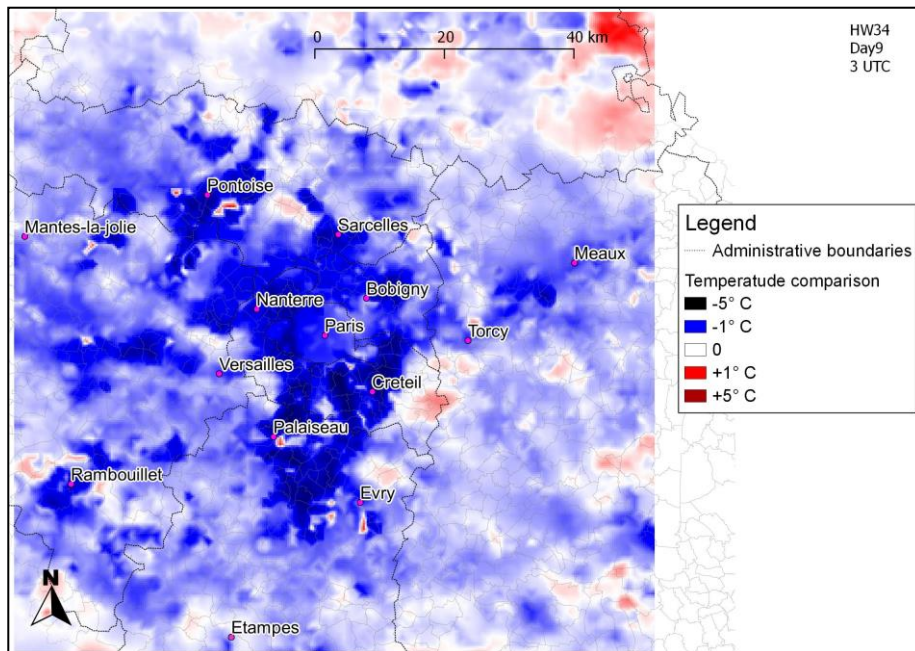 HW34
Day9
3 UTC
0 20 40 km
Pontoise
Mantes-la-jolie
Sarcelles
Meaux
Bobigny
Nanterre
Paris
Torcy
Versailles
Creteil
Palaiseau
Rambouillet
Evry
Etampes
N
Legend
Administrative boundaries
Temperatude comparison
-5° C
-1° C
0
+1° C
+5° C